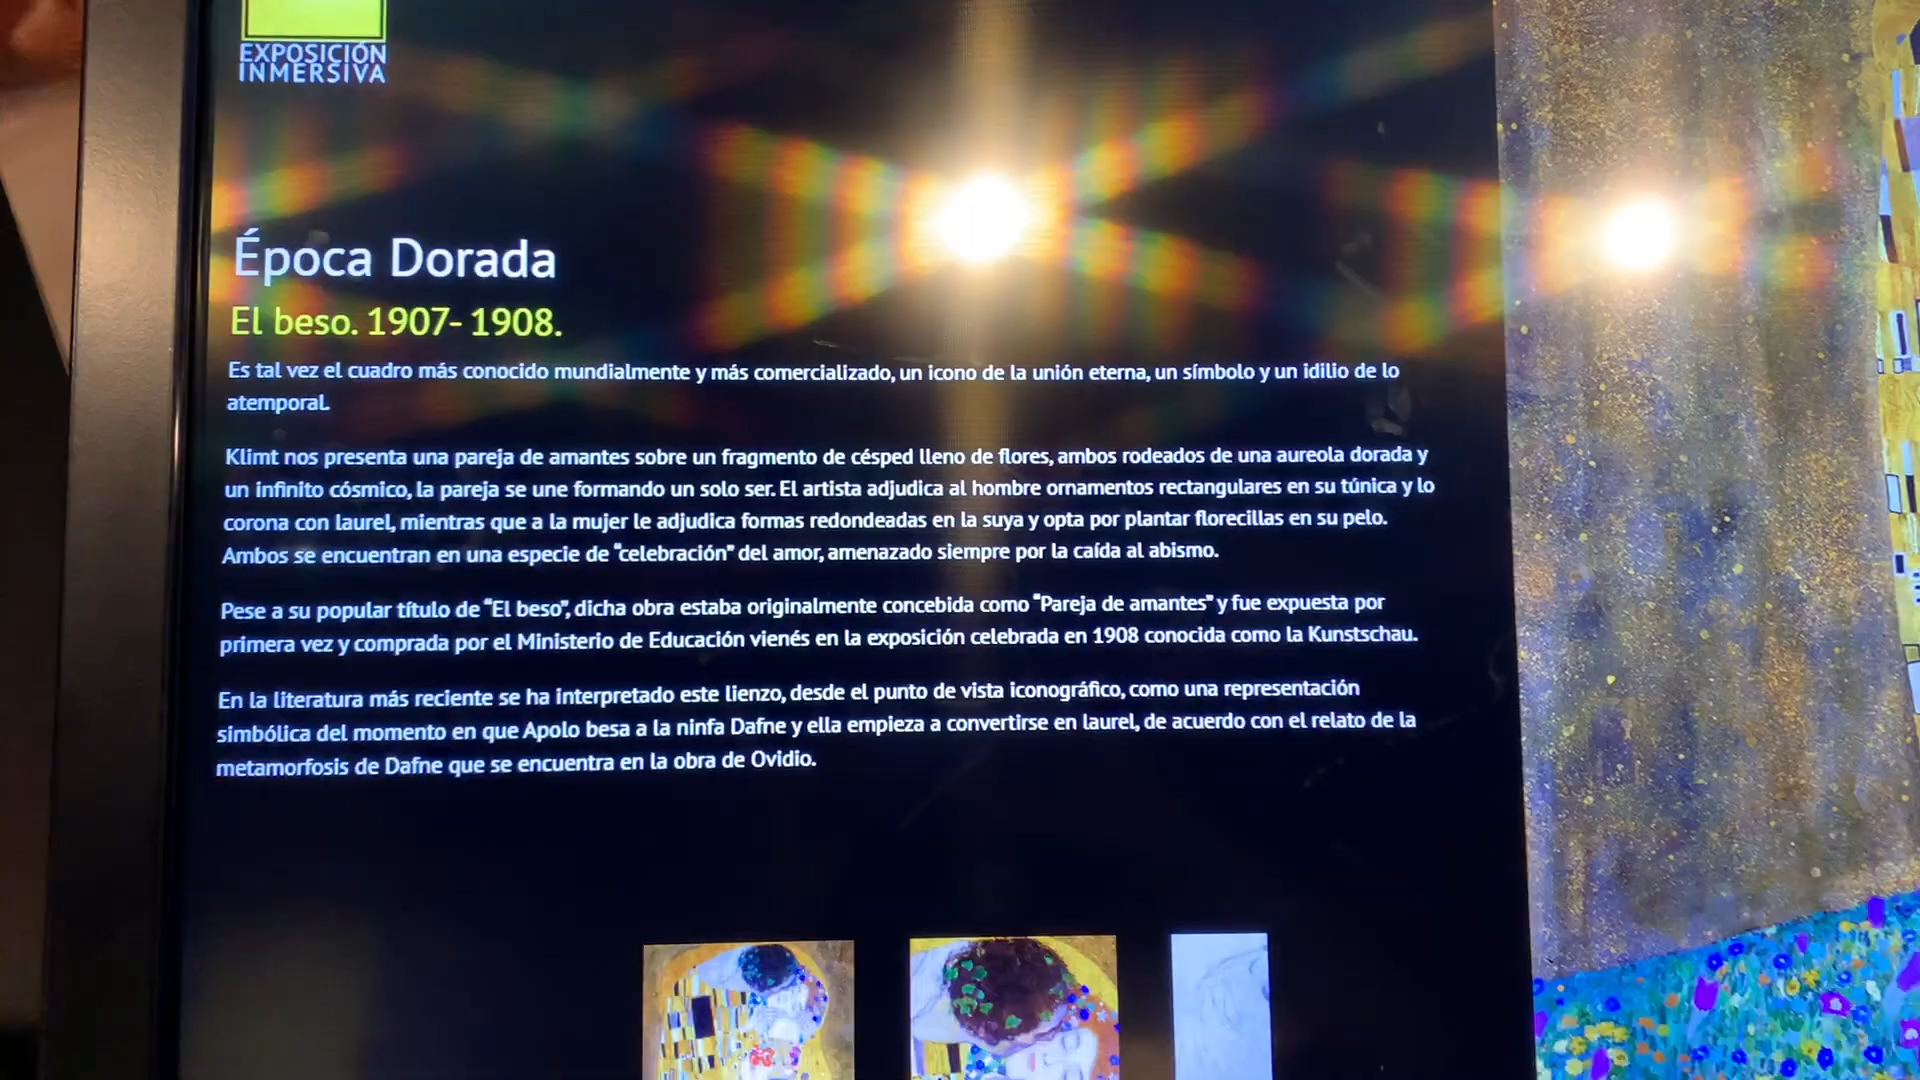 EXPOSICIÓN
INMERSIVA
Época Dorada
El beso. 1907- 1908.
Es tal vez el cuadro más conocido mundialmente y más comercializado, un icono de la unión eterna, un símbolo y un idilio de lo
atemporal.
Klimt nos presenta una pareja de amantes sobre un fragmento de césped lleno de flores, ambos rodeados de una aureola dorada y
un infinito cósmico, la pareja se une formando un solo ser. El artista adjudica al hombre ornamentos rectangulares en su túnica y lo
corona con laurel, mientras que a la mujer le adjudica formas redondeadas en la suya y opta por plantar florecillas en su pelo.
Ambos se encuentran en una especie de "celebración" del amor, amenazado siempre por la caída al abismo.
Pese a su popular título de "El beso", dicha obra estaba originalmente concebida como "Pareja de amantes" y fue expuesta por
primera vez y comprada por el Ministerio de Educación vienés en la exposición celebrada en 1908 conocida como la Kunstschau.
En la literatura más reciente se ha interpretado este lienzo, desde el punto de vista iconográfico, como una representación
simbólica del momento en que Apolo besa a la ninfa Dafne y ella empieza a convertirse en laurel, de acuerdo con el relato de la
metamorfosis de Dafne que se encuentra en la obra de Ovidio.